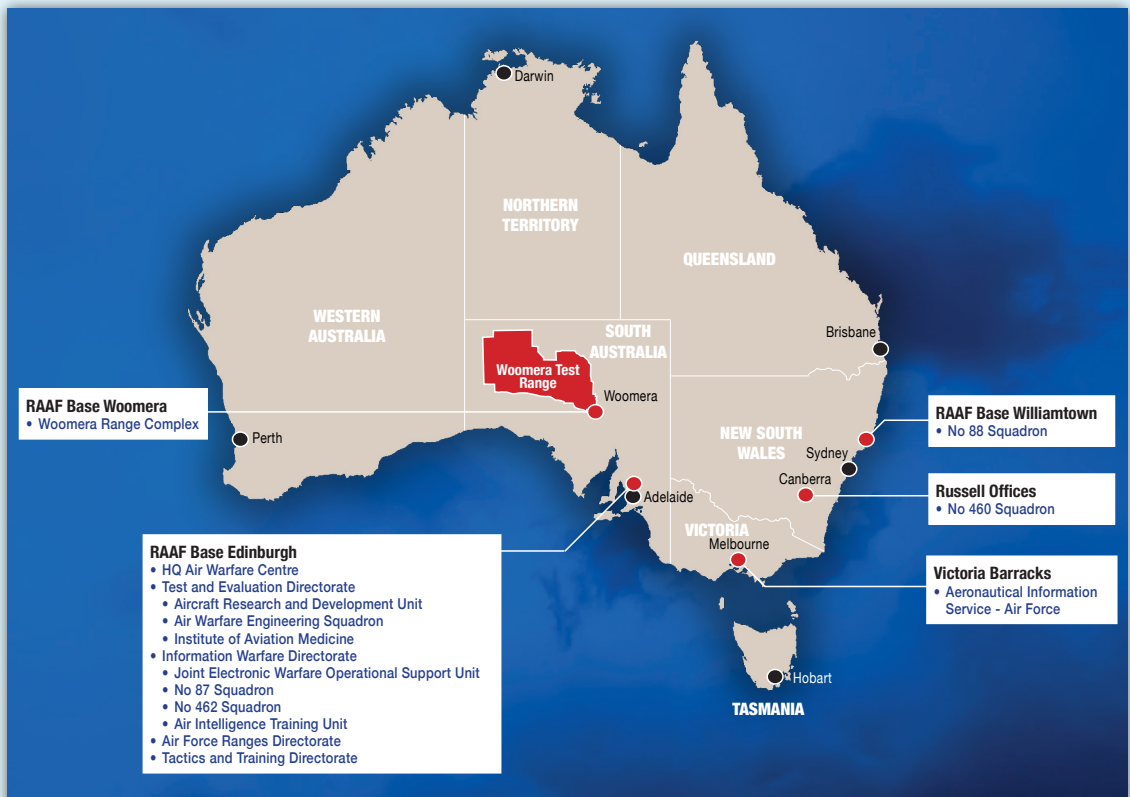 Darwin
NORTHERN
TERRITORY
QUEENSLAND
WESTERN
AUSTRALIA
SOUTH
AUSTRALIA
Brisbane
Woomera Test
Range
Woomera
RAAF Base Woomera
• Woomera Range Complex
Perth
RAAF Base Williamtown
• No 88 Squadron
NEW SOUTH
WALES
Sydney
Canberra
Russell Offices
• No 460 Squadron
Adelaide
VICTORIA
Melbourne
RAAF Base Edinburgh
• HQ Air Warfare Centre
• Test and Evaluation Directorate
• Aircraft Research and Development Unit
• Air Warfare Engineering Squadron
• Institute of Aviation Medicine
• Information Warfare Directorate
• Joint Electronic Warfare Operational Support Unit
• No 87 Squadron
• No 462 Squadron
• Air Intelligence Training Unit
• Air Force Ranges Directorate
• Tactics and Training Directorate
Victoria Barracks
• Aeronautical Information
Service - Air Force
Hobart
TASMANIA